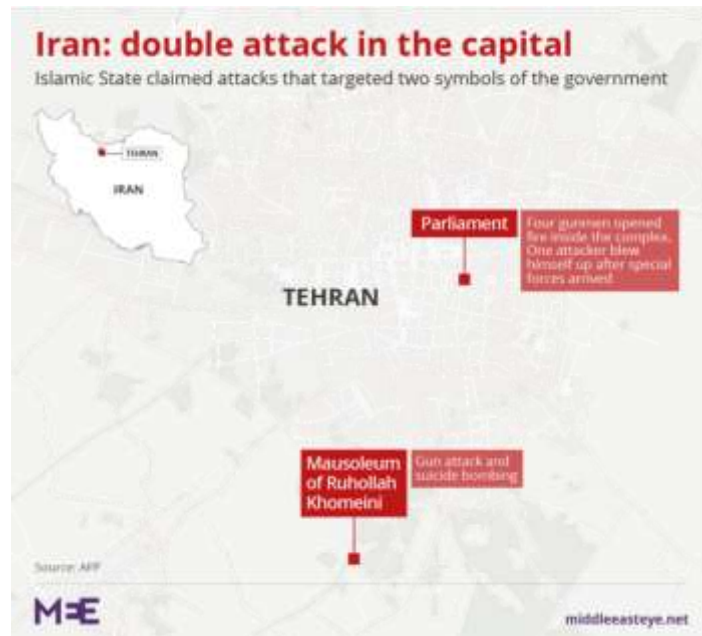 Iran: double attack in the capital
Islamic State claimed attacks that targeted two symbols of the government
TEHRAN
IRAN
Parliament
Four gunmen opened
fire inside the complex.
One attacker blew
himself up after special
forces arrived
TEHRAN
Mausoleum
of Ruhollah
Khomeini
Gun attack and
suicide bombing
Source: AFP
MEE
middleeasteye.net